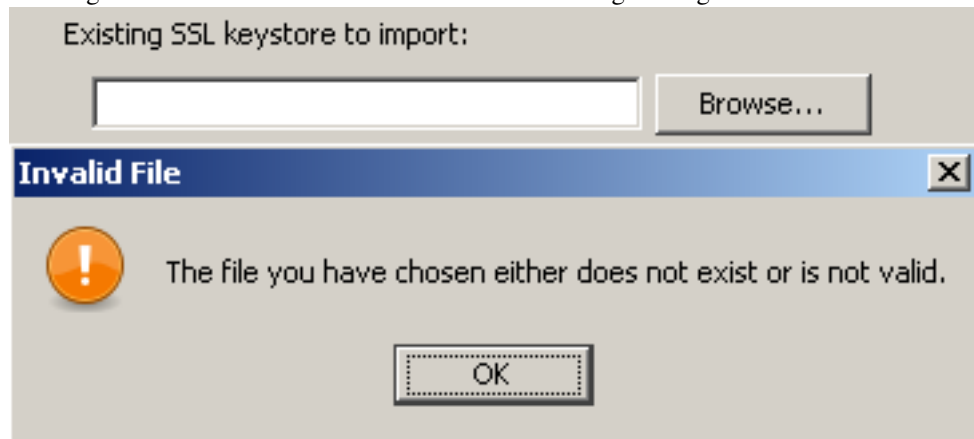 Existing SSL keystore to import:
Browse...
Invalid File
The file you have chosen either does not exist or is not valid.
OK